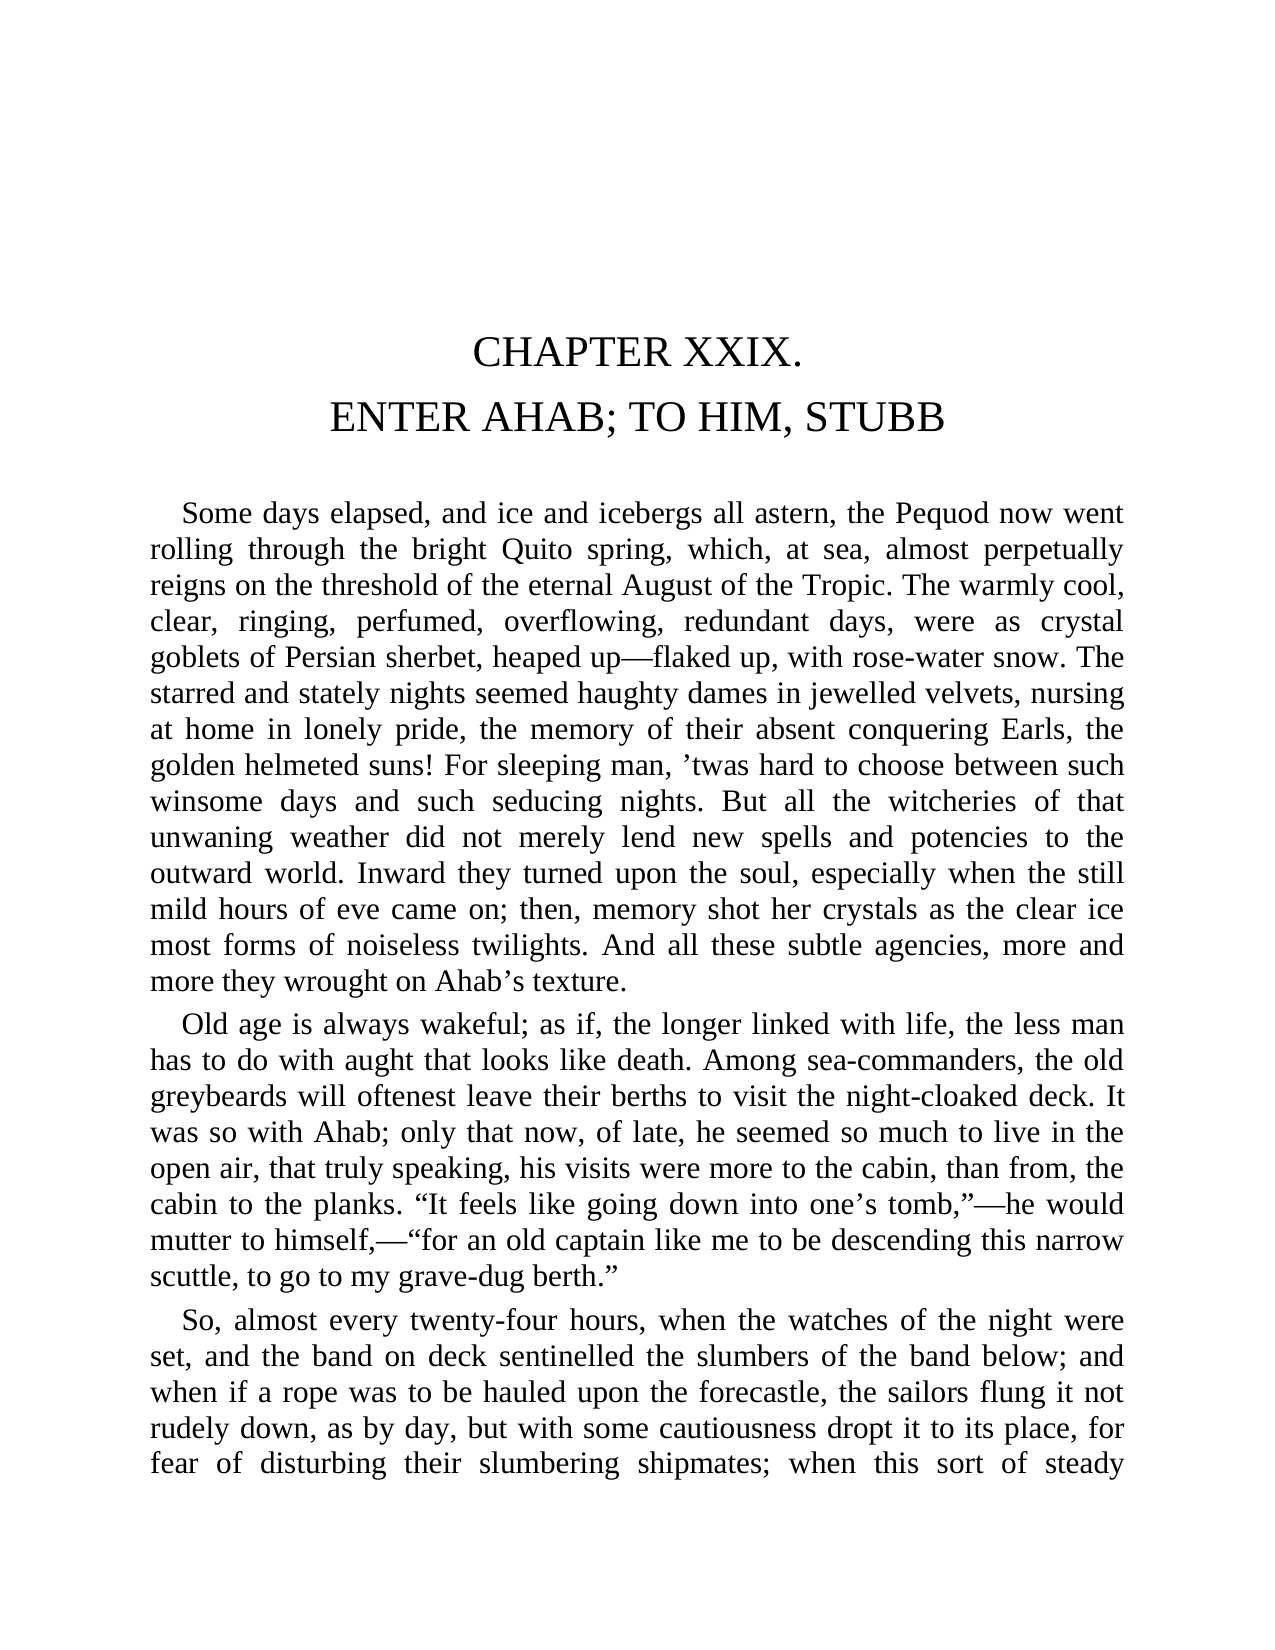 CHAPTER XXIX.
ENTER AHAB; TO HIM, STUBB
Some days elapsed, and ice and icebergs all astern, the Pequod now went
rolling through the bright Quito spring, which, at sea, almost perpetually
reigns on the threshold of the eternal August of the Tropic. The warmly cool,
clear, ringing, perfumed, overflowing, redundant days, were as crystal
goblets of Persian sherbet, heaped up—flaked up, with rose-water snow. The
starred and stately nights seemed haughty dames in jewelled velvets, nursing
at home in lonely pride, the memory of their absent conquering Earls, the
golden helmeted suns! For sleeping man, ’twas hard to choose between such
winsome days and such seducing nights. But all the witcheries of that
unwaning weather did not merely lend new spells and potencies to the
outward world. Inward they turned upon the soul, especially when the still
mild hours of eve came on; then, memory shot her crystals as the clear ice
most forms of noiseless twilights. And all these subtle agencies, more and
more they wrought on Ahab’s texture.
Old age is always wakeful; as if, the longer linked with life, the less man
has to do with aught that looks like death. Among sea-commanders, the old
greybeards will oftenest leave their berths to visit the night-cloaked deck. It
was so with Ahab; only that now, of late, he seemed so much to live in the
open air, that truly speaking, his visits were more to the cabin, than from, the
cabin to the planks. “It feels like going down into one’s tomb,”—he would
mutter to himself,—“for an old captain like me to be descending this narrow
scuttle, to go to my grave-dug berth.”
So, almost every twenty-four hours, when the watches of the night were
set, and the band on deck sentinelled the slumbers of the band below; and
when if a rope was to be hauled upon the forecastle, the sailors flung it not
rudely down, as by day, but with some cautiousness dropt it to its place, for
fear of disturbing their slumbering shipmates; when this sort of steady